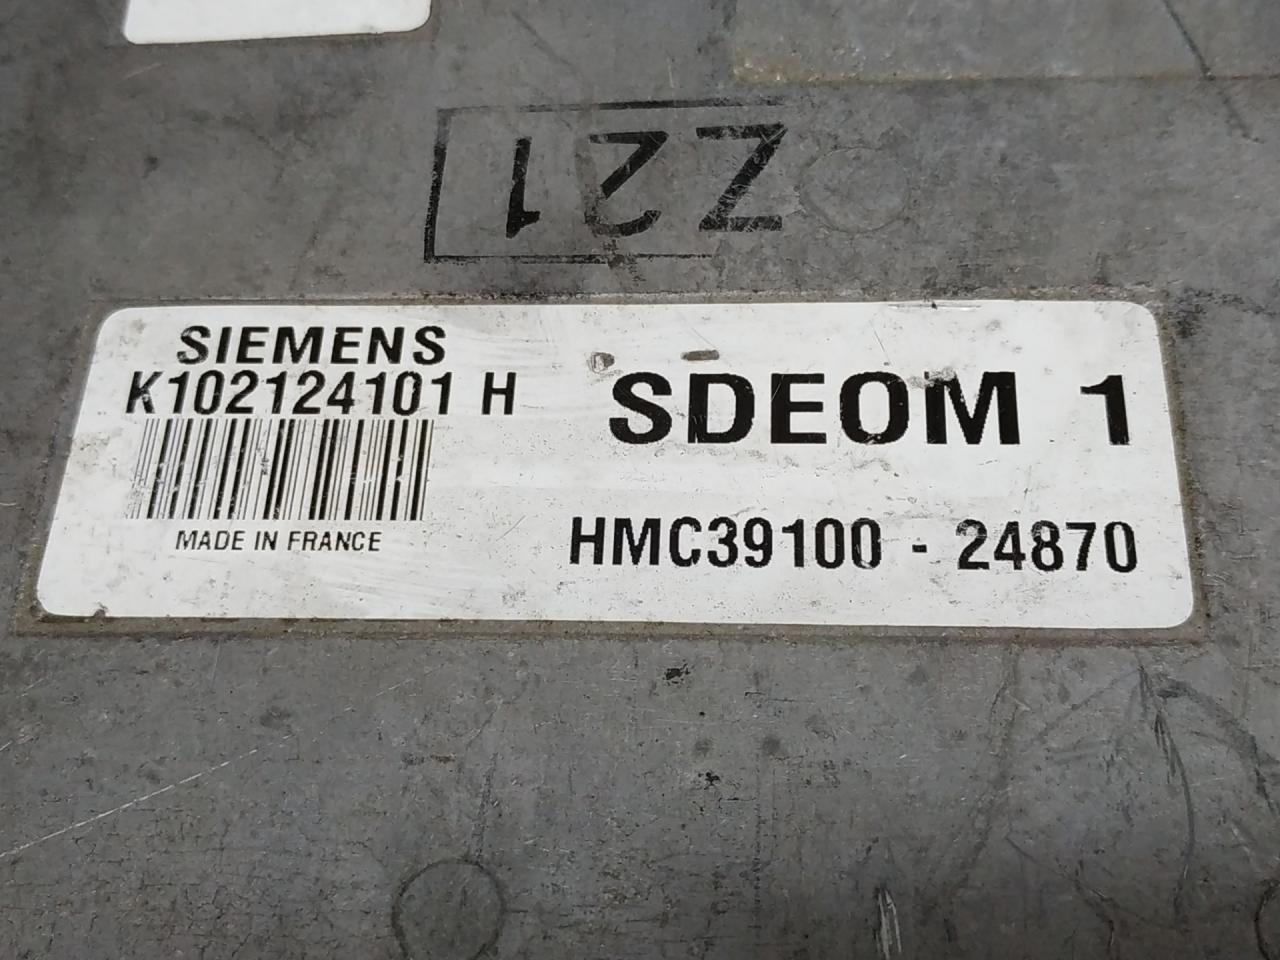 Z21
SIEMENS
K102124101 H
SDEOM 1
MADE IN FRANCE
HMC39100 - 24870